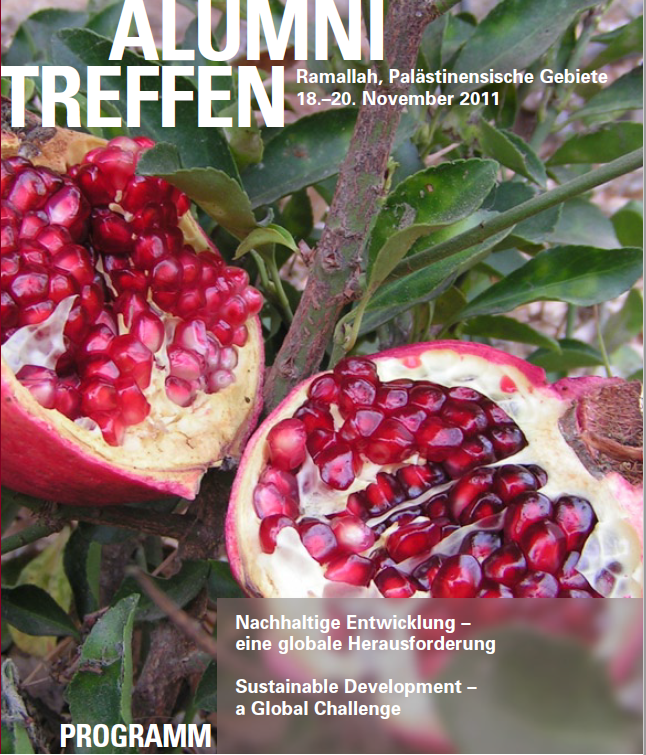 ALUMNI
TREFFEN
Ramallah, Palästinensische Gebiete
18.–20. November 2011
Nachhaltige Entwicklung –
eine globale Herausforderung
Sustainable Development –
a Global Challenge
PROGRAMM